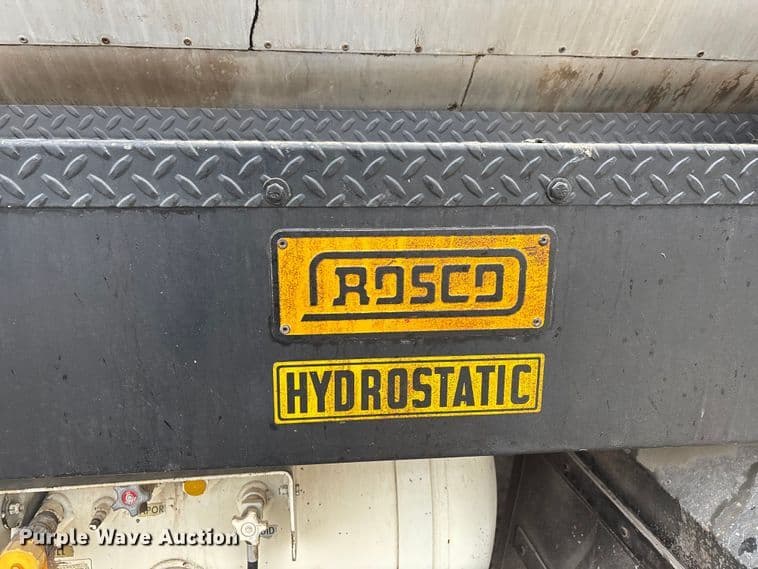 ROSCO
HYDROSTATIC
Purple Wave Auction